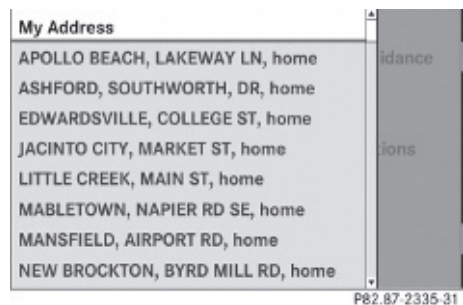 My Address
APOLLO BEACH, LAKEWAY LN, home
idance
ASHFORD, SOUTHWORTH, DR, home
EDWARDSVILLE, COLLEGE ST, home
JACINTO CITY, MARKET ST, home
tions
LITTLE CREEK, MAIN ST, home
MABLETOWN, NAPIER RD SE, home
MANSFIELD, AIRPORT RD, home
NEW BROCKTON, BYRD MILL RD, home
P82.87-2335-31